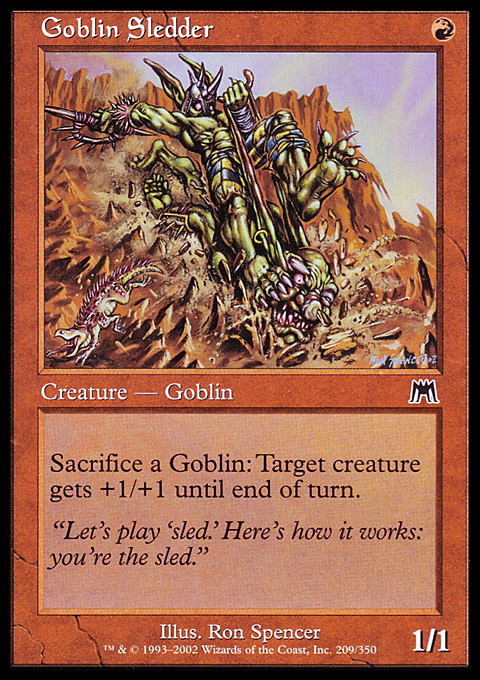 Goblin Sledder
Creature — Goblin
Sacrifice a Goblin: Target creature
gets +1/+1 until end of turn.
“Let’s play ‘sled.’ Here’s how it works:
you’re the sled.”
Illus. Ron Spencer
™ & © 1993–2002 Wizards of the Coast, Inc. 209/350
1/1